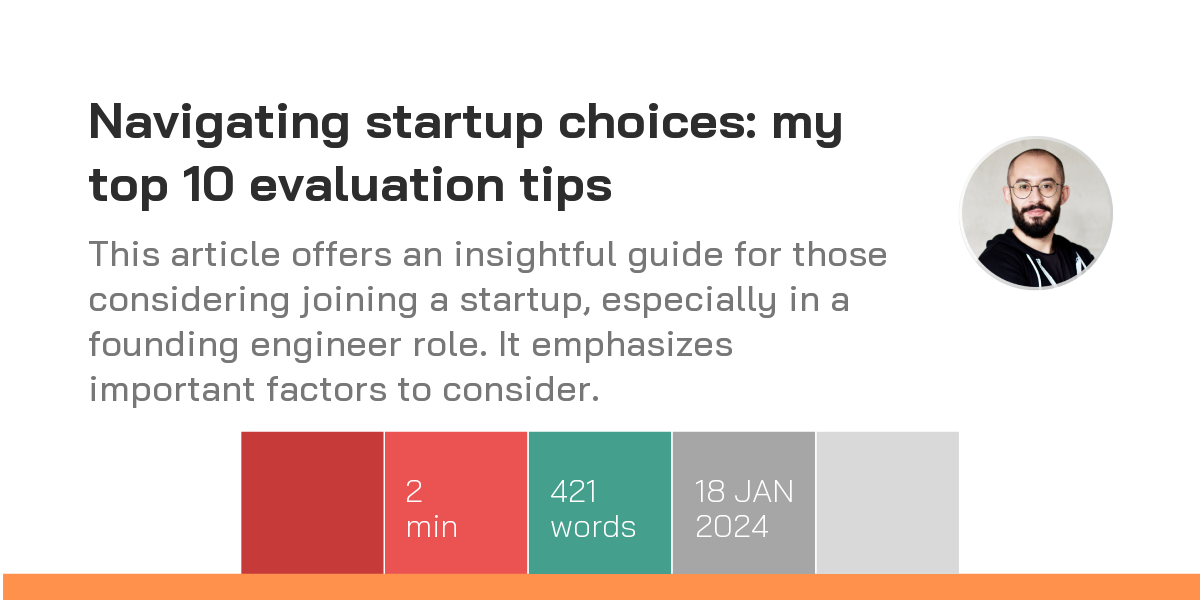 Navigating startup choices: my
top 10 evaluation tips
This article offers an insightful guide for those
considering joining a startup, especially in a
founding engineer role. It emphasizes
important factors to consider.
2
min
421
words
18 JAN
2024